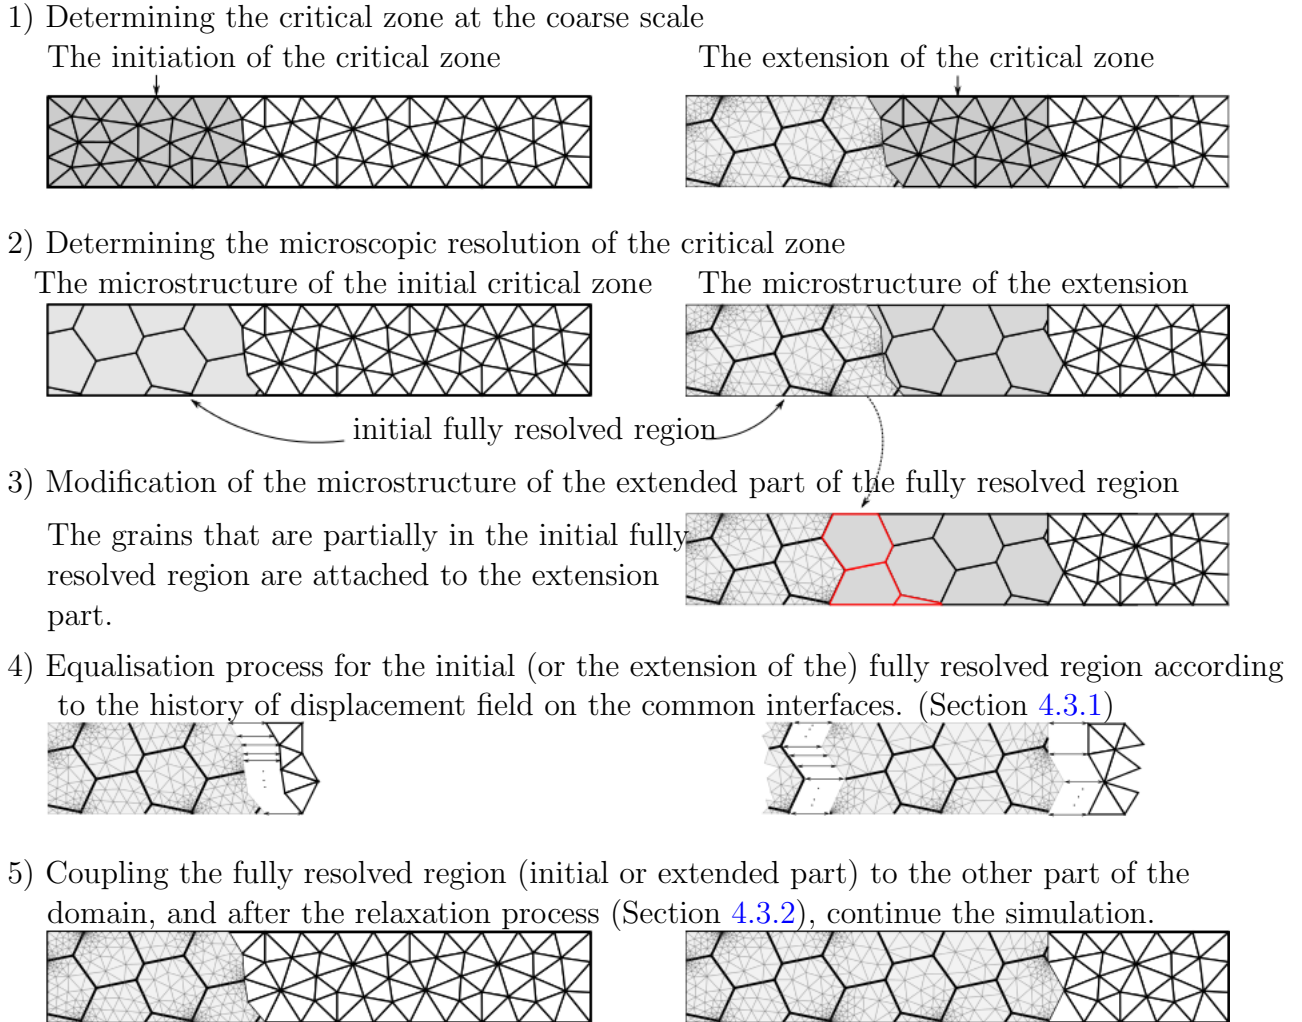 1) Determining the critical zone at the coarse scale
The initiation of the critical zone
The extension of the critical zone
2) Determining the microscopic resolution of the critical zone
The microstructure of the initial critical zone
The microstructure of the extension
initial fully resolved region
3) Modification of the microstructure of the extended part of the fully resolved region
The grains that are partially in the initial fully
resolved region are attached to the extension
part.
4) Equalisation process for the initial (or the extension of the) fully resolved region according
to the history of displacement field on the common interfaces. (Section 4.3.1)
5) Coupling the fully resolved region (initial or extended part) to the other part of the
domain, and after the relaxation process (Section 4.3.2), continue the simulation.